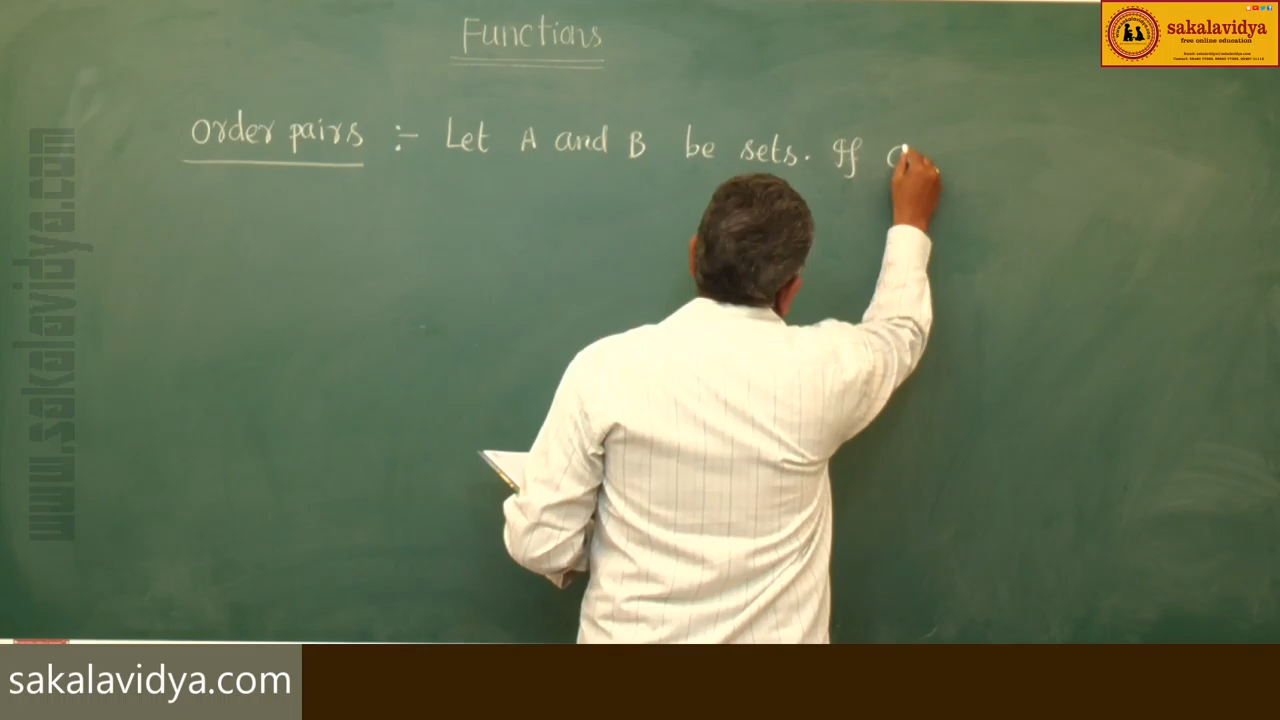 Functions
Order pairs :- Let A and B be sets. If a
sakalavidya
free online education
www.sakalavidya.com
sakalavidya.com